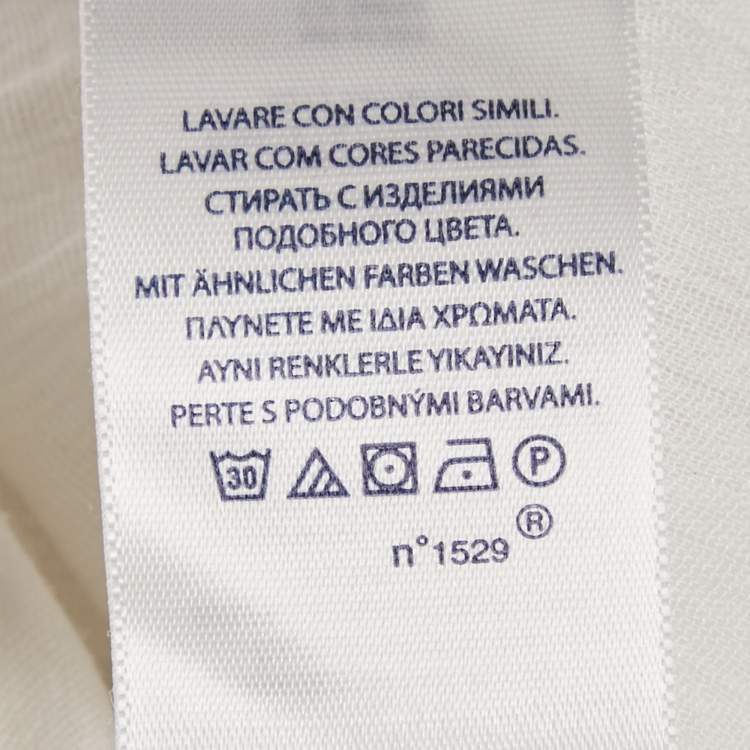 LAVARE CON COLORI SIMILI.
LAVAR COM CORES PARECIDAS.
СТИРАТЬ С ИЗДЕЛИЯМИ
ПОДОБНОГО ЦВЕТА.
MIT ÄHNLICHEN FARBEN WASCHEN.
ΠΛΥΝΕΤΕ ΜΕ ΙΔΙΑ ΧΡΩΜΑΤΑ.
AYNI RENKLERLE YIKAYINIZ.
PERTE S PODOBNÝMI BARVAMI.
30 P
n°1529 ®